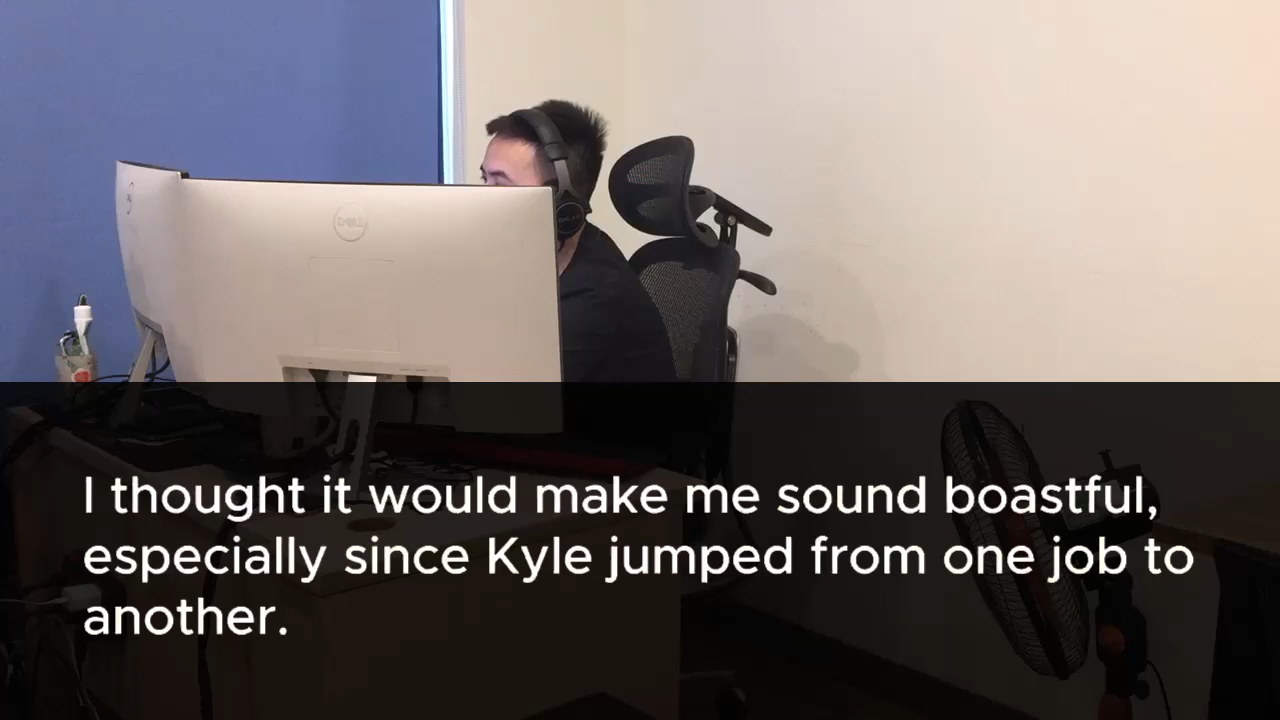 DELL
I thought it would make me sound boastful,
especially since Kyle jumped from one job to
another.